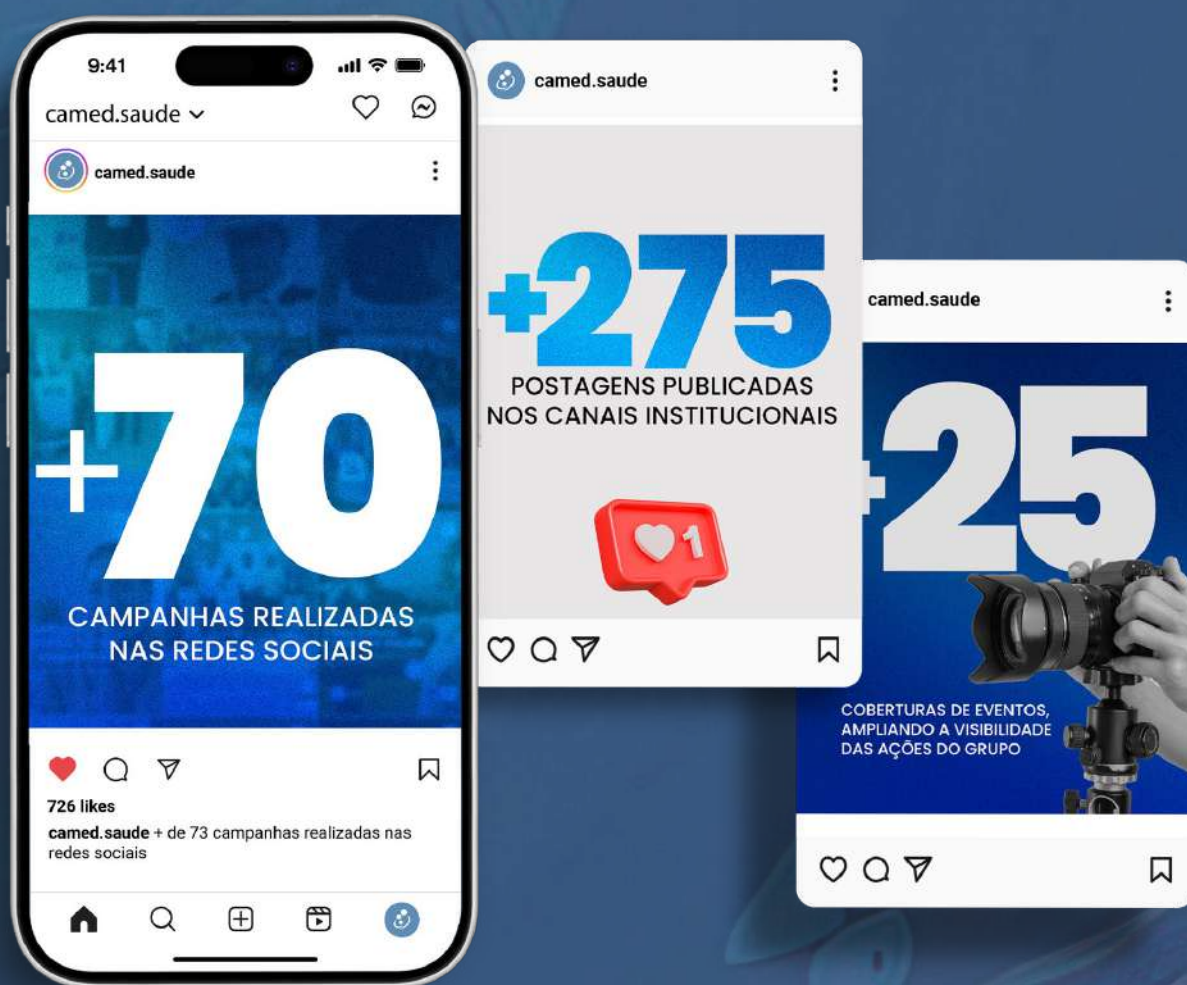 9:41
camed.saude
camed.saude
+70
CAMPANHAS REALIZADAS
NAS REDES SOCIAIS
726 likes
camed.saude + de 73 campanhas realizadas nas
redes sociais
camed.saude
+275
POSTAGENS PUBLICADAS
NOS CANAIS INSTITUCIONAIS
1
camed.saude
+25
COBERTURAS DE EVENTOS,
AMPLIANDO A VISIBILIDADE
DAS AÇÕES DO GRUPO